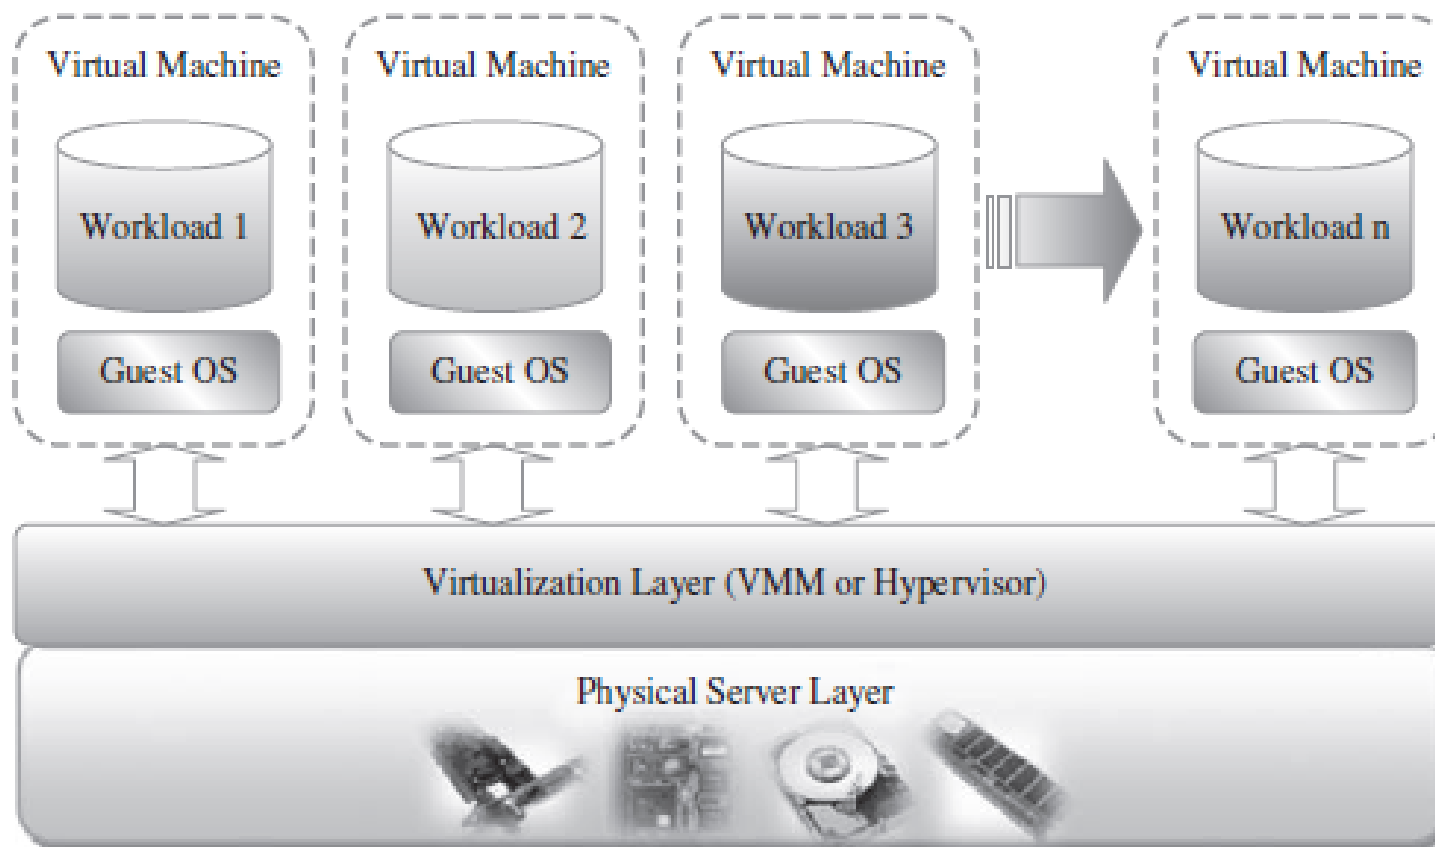 Virtual Machine
Virtual Machine
Virtual Machine
Virtual Machine
Workload 1
Workload 2
Workload 3
Workload n
Guest OS
Guest OS
Guest OS
Guest OS
Virtualization Layer (VMM or Hypervisor)
Physical Server Layer